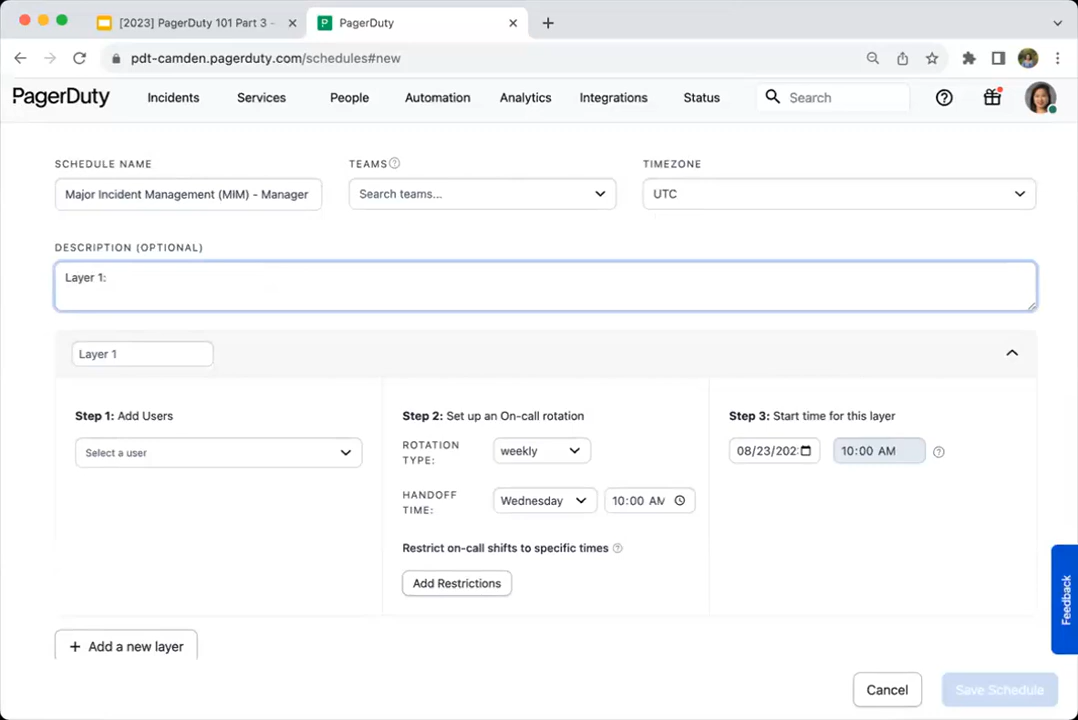 [2023] PagerDuty 101 Part 3 -
PagerDuty
pdt-camden.pagerduty.com/schedules#new
PagerDuty
Incidents
Services
People
Automation
Analytics
Integrations
Status
Search
SCHEDULE NAME
TEAMS
TIMEZONE
Major Incident Management (MIM) - Manager
Search teams...
UTC
DESCRIPTION (OPTIONAL)
Layer 1:
Layer 1
Step 1: Add Users
Step 2: Set up an On-call rotation
Step 3: Start time for this layer
Select a user
ROTATION
TYPE:
weekly
08/23/202
10:00 AM
HANDOFF
TIME:
Wednesday
10:00 AM
Restrict on-call shifts to specific times
Add Restrictions
Feedback
+ Add a new layer
Cancel
Save Schedule